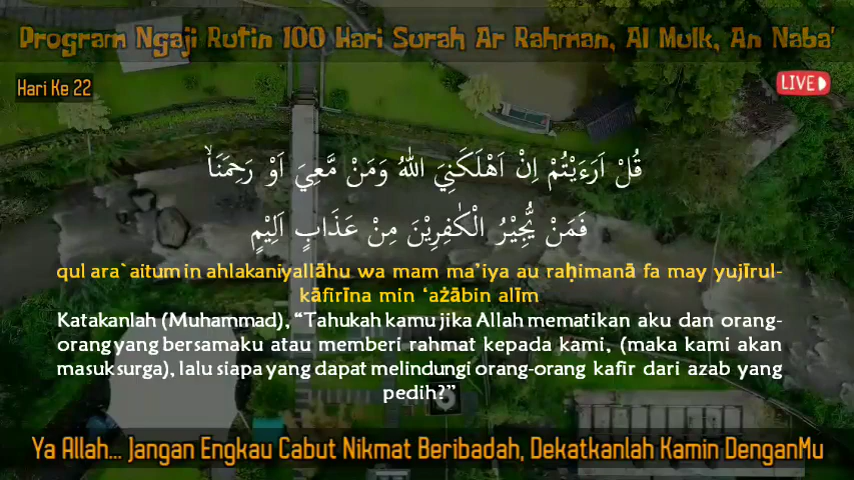 Program Ngaji Rutin 100 Hari Surah Ar Rahman, Al Mulk, An Naba'
Hari Ke 22
LIVE
قُلْ اَرَءَيْتُمْ اِنْ اَهْلَكَنِيَ اللّٰهُ وَمَنْ مَّعِيَ اَوْ رَحِمَنَاۙ
فَمَنْ يُّجِيْرُ الْكٰفِرِيْنَ مِنْ عَذَابٍ اَلِيْمٍ
qul ara`aitum in ahlakaniyallāhu wa mam ma’iya au raḥimanā fa may yujīrul-
kāfirīna min ‘ażābin alīm
Katakanlah (Muhammad), “Tahukah kamu jika Allah mematikan aku dan orang-
orang yang bersamaku atau memberi rahmat kepada kami, (maka kami akan
masuk surga), lalu siapa yang dapat melindungi orang-orang kafir dari azab yang
pedih?”
Ya Allah... Jangan Engkau Cabut Nikmat Beribadah, Dekatkanlah Kamin DenganMu